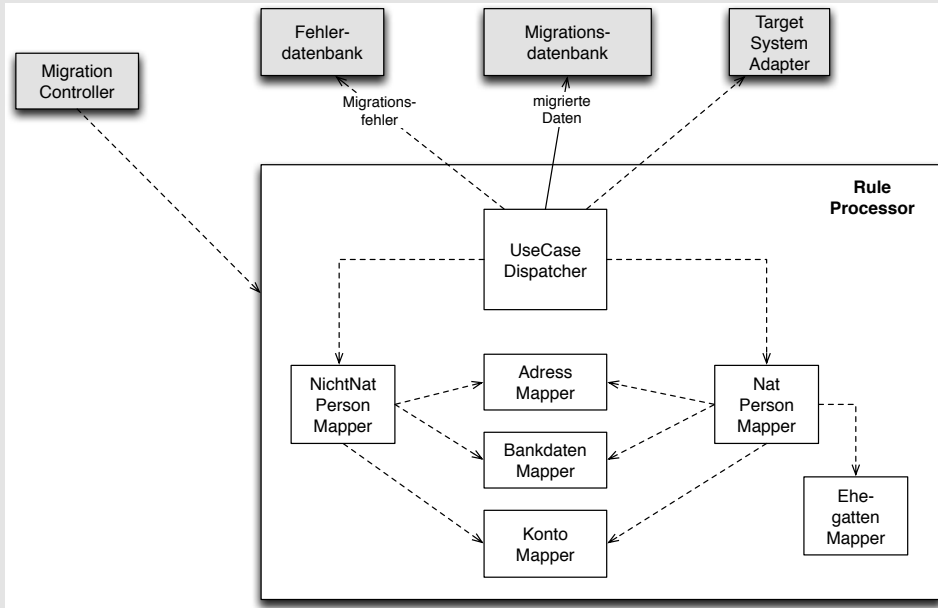 Fehler-
datenbank
Migrations-
datenbank
Target
System
Adapter
Migration
Controller
Migrations-
fehler
migrierte
Daten
Rule
Processor
UseCase
Dispatcher
NichtNat
Person
Mapper
Adress
Mapper
Nat
Person
Mapper
Bankdaten
Mapper
Ehe-
gatten
Mapper
Konto
Mapper